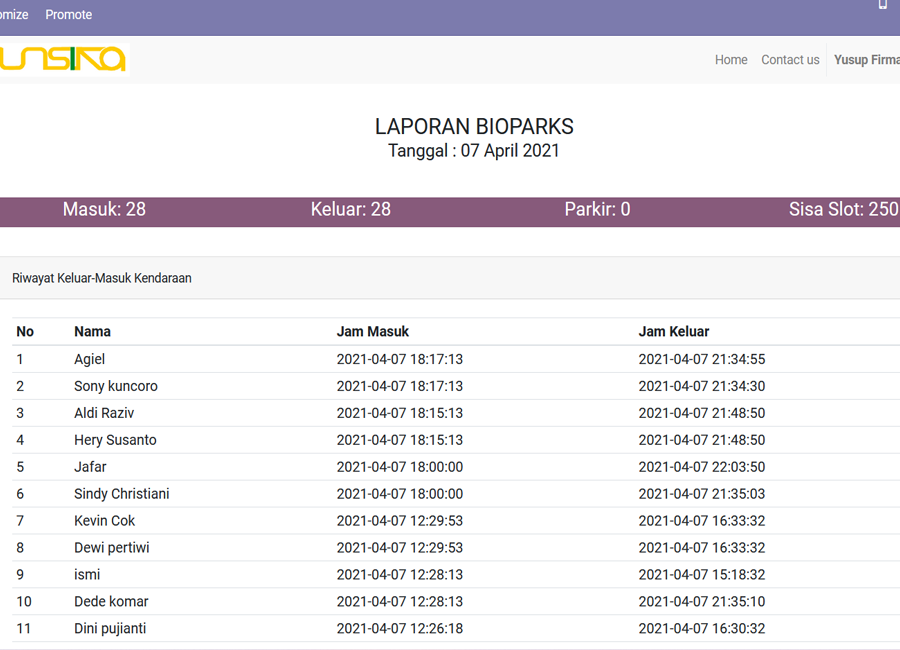 Promote
unsika
Home Contact us Yusup
LAPORAN BIOPARKS
Tanggal : 07 April 2021
Masuk: 28 Keluar: 28 Parkir: 0 Sisa Slot: 250
Riwayat Keluar-Masuk Kendaraan
No Nama Jam Masuk Jam Keluar
1 Agiel 2021-04-07 18:17:13 2021-04-07 21:34:55
2 Sony kuncoro 2021-04-07 18:17:13 2021-04-07 21:34:30
3 Aldi Raziv 2021-04-07 18:15:13 2021-04-07 21:48:50
4 Hery Susanto 2021-04-07 18:15:13 2021-04-07 21:48:50
5 Jafar 2021-04-07 18:00:00 2021-04-07 22:03:50
6 Sindy Christiani 2021-04-07 18:00:00 2021-04-07 21:35:03
7 Kevin Cok 2021-04-07 12:29:53 2021-04-07 16:33:32
8 Dewi pertiwi 2021-04-07 12:29:53 2021-04-07 16:33:32
9 ismi 2021-04-07 12:28:13 2021-04-07 15:18:32
10 Dede komar 2021-04-07 12:28:13 2021-04-07 21:35:10
11 Dini pujianti 2021-04-07 12:26:18 2021-04-07 16:30:32